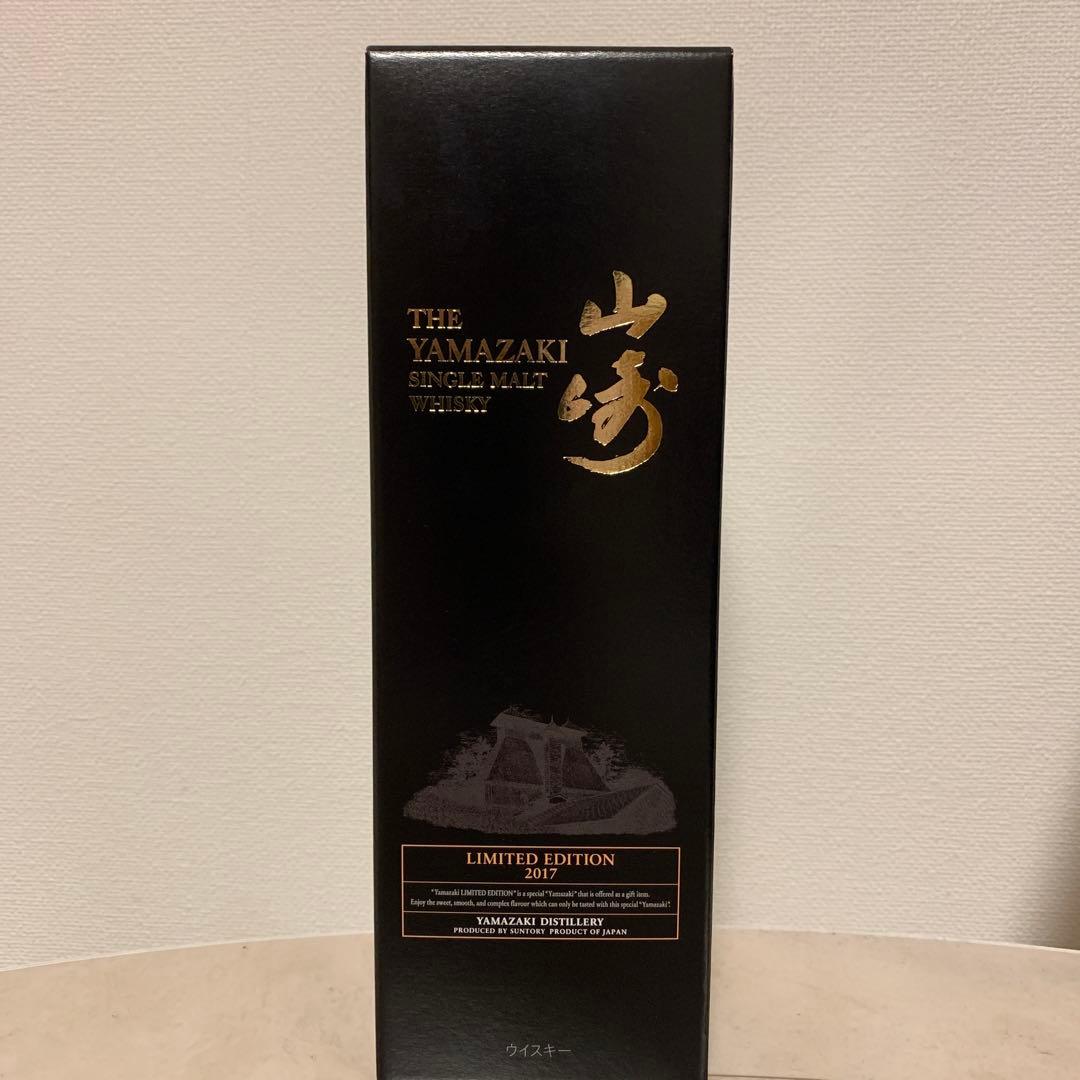 THE
YAMAZAKI
SINGLE MALT
WHISKY
山崎
LIMITED EDITION
2017
"Yamazaki LIMITED EDITION" is a special "Yamazaki" that is offered as a gift item.
Enjoy the sweet, smooth, and complex flavour which can only be tasted with this special "Yamazaki".
YAMAZAKI DISTILLERY
PRODUCED BY SUNTORY PRODUCT OF JAPAN
ウイスキー